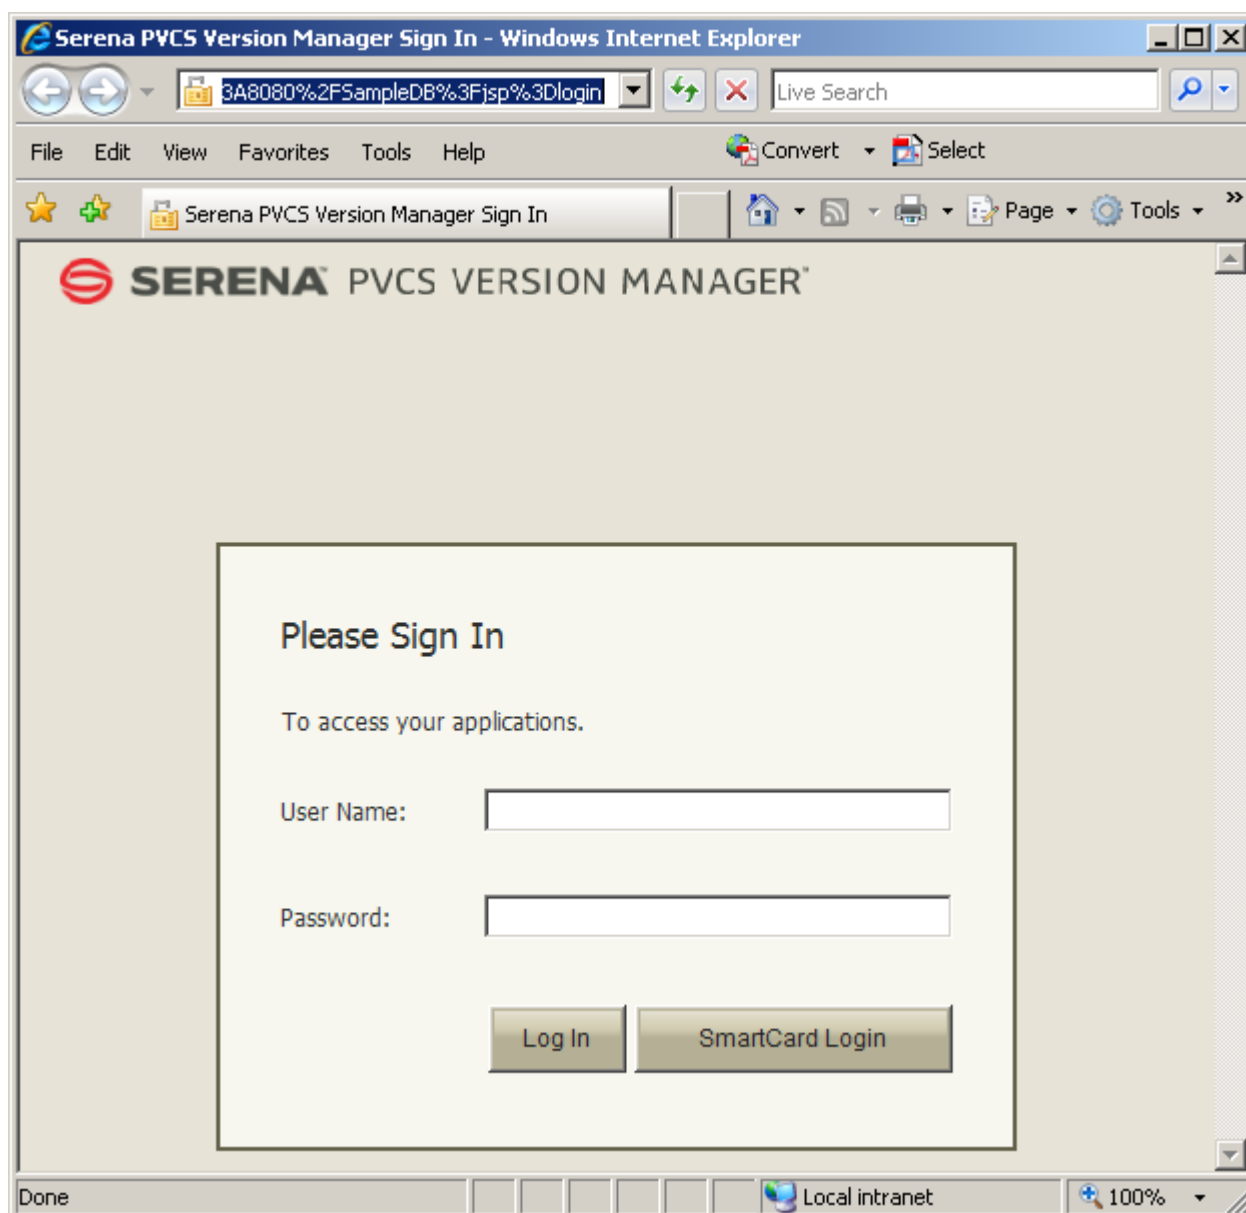 Serena PVCS Version Manager Sign In - Windows Internet Explorer
3A8080%2FSampleDB%3Fjsp%3Dlogin Live Search
File Edit View Favorites Tools Help Convert Select
Serena PVCS Version Manager Sign In Page Tools »
SERENA™ PVCS VERSION MANAGER™
Please Sign In
To access your applications.
User Name:
Password:
Log In SmartCard Login
Done Local intranet 100%